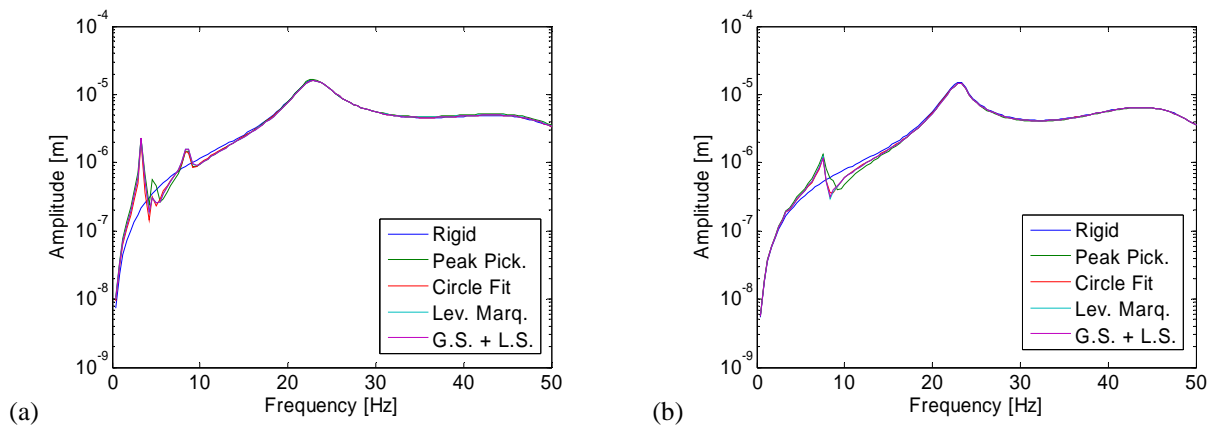 10^-4
10^-5
10^-6
10^-7
10^-8
10^-9
Amplitude [m]
0 10 20 30 40 50
Frequency [Hz]
Rigid
Peak Pick.
Circle Fit
Lev. Marq.
G.S. + L.S.
(a)
10^-4
10^-5
10^-6
10^-7
10^-8
10^-9
Amplitude [m]
0 10 20 30 40 50
Frequency [Hz]
Rigid
Peak Pick.
Circle Fit
Lev. Marq.
G.S. + L.S.
(b)